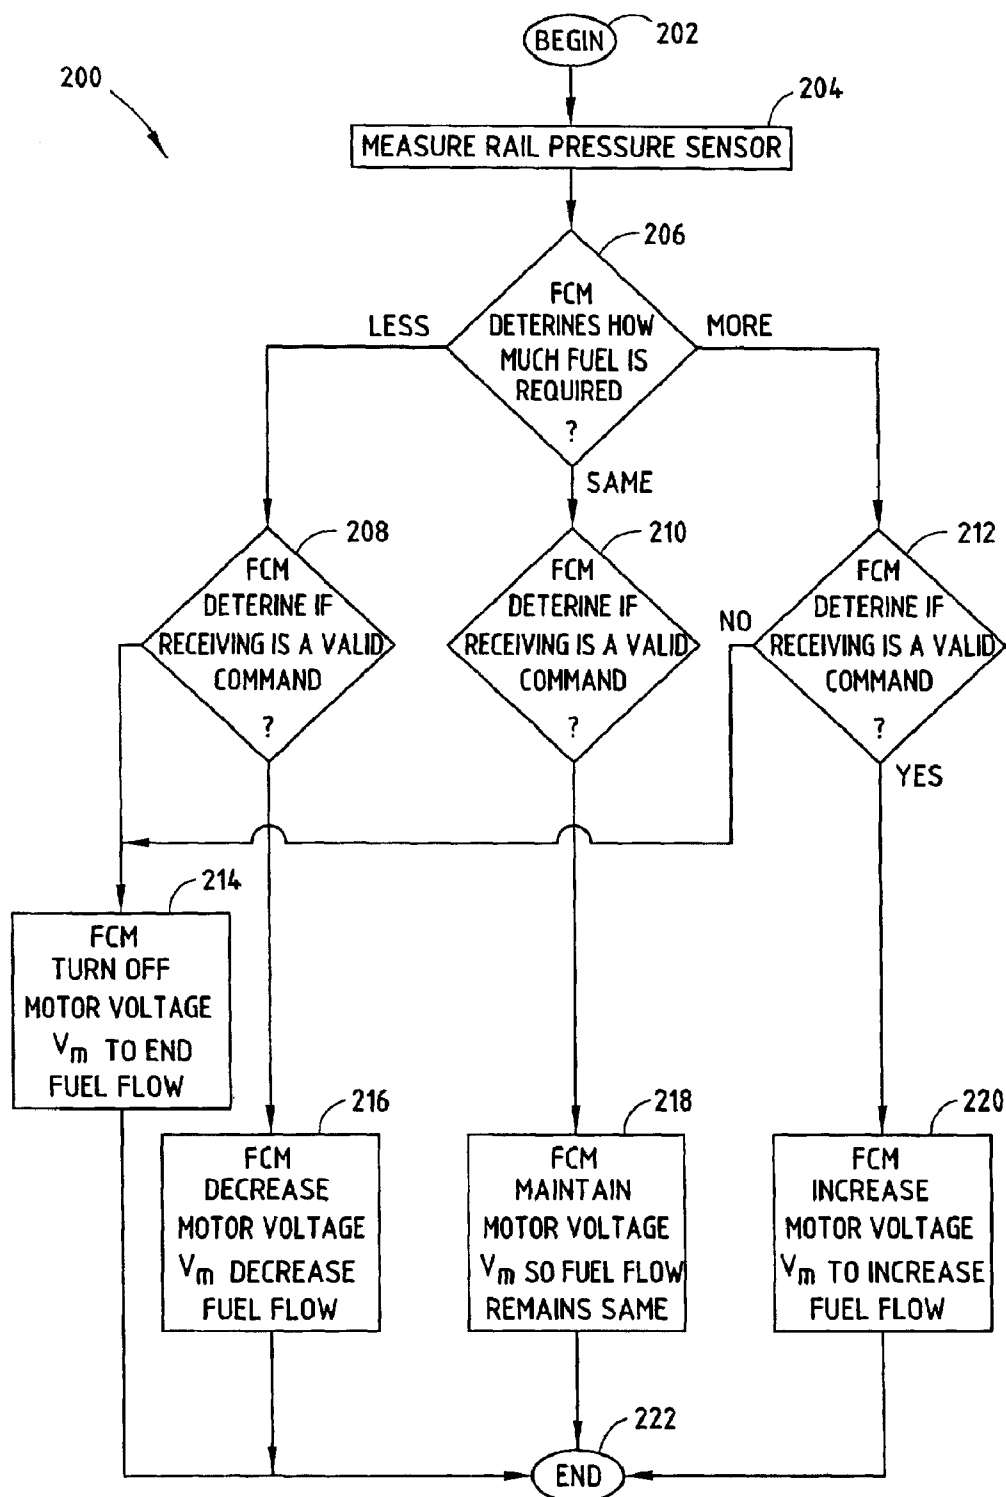 BEGIN
202
200
204
MEASURE RAIL PRESSURE SENSOR
206
FCM
DETERINES HOW
MUCH FUEL IS
REQUIRED
?
LESS
MORE
SAME
208
FCM
DETERINE IF
RECEIVING IS A VALID
COMMAND
?
210
FCM
DETERINE IF
RECEIVING IS A VALID
COMMAND
?
212
FCM
DETERINE IF
RECEIVING IS A VALID
COMMAND
?
NO
YES
214
FCM
TURN OFF
MOTOR VOLTAGE
Vm TO END
FUEL FLOW
216
FCM
DECREASE
MOTOR VOLTAGE
Vm DECREASE
FUEL FLOW
218
FCM
MAINTAIN
MOTOR VOLTAGE
Vm SO FUEL FLOW
REMAINS SAME
220
FCM
INCREASE
MOTOR VOLTAGE
Vm TO INCREASE
FUEL FLOW
222
END